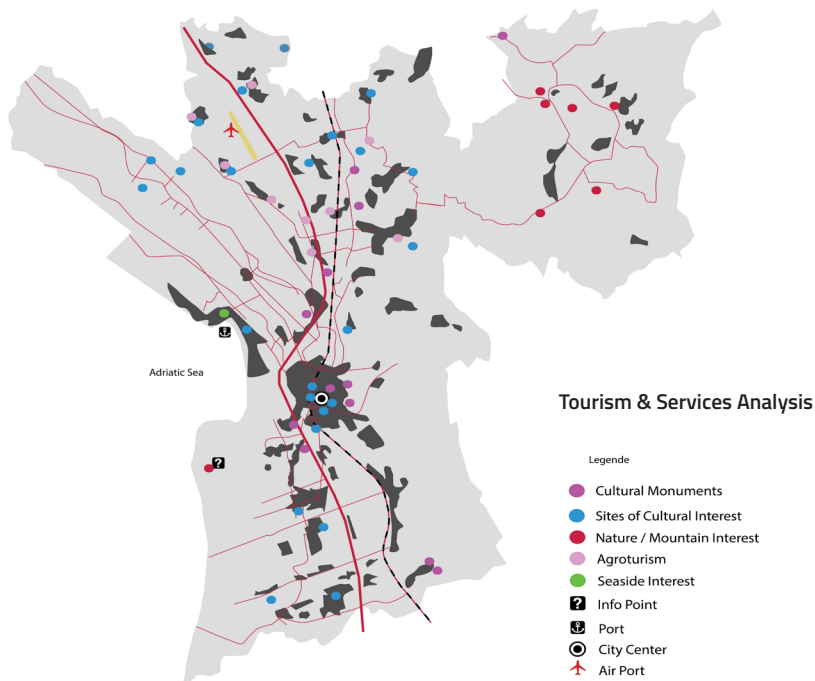 Adriatic Sea
Tourism & Services Analysis
Legende
Cultural Monuments
Sites of Cultural Interest
Nature / Mountain Interest
Agroturism
Seaside Interest
?
? Info Point
Port
City Center
Air Port